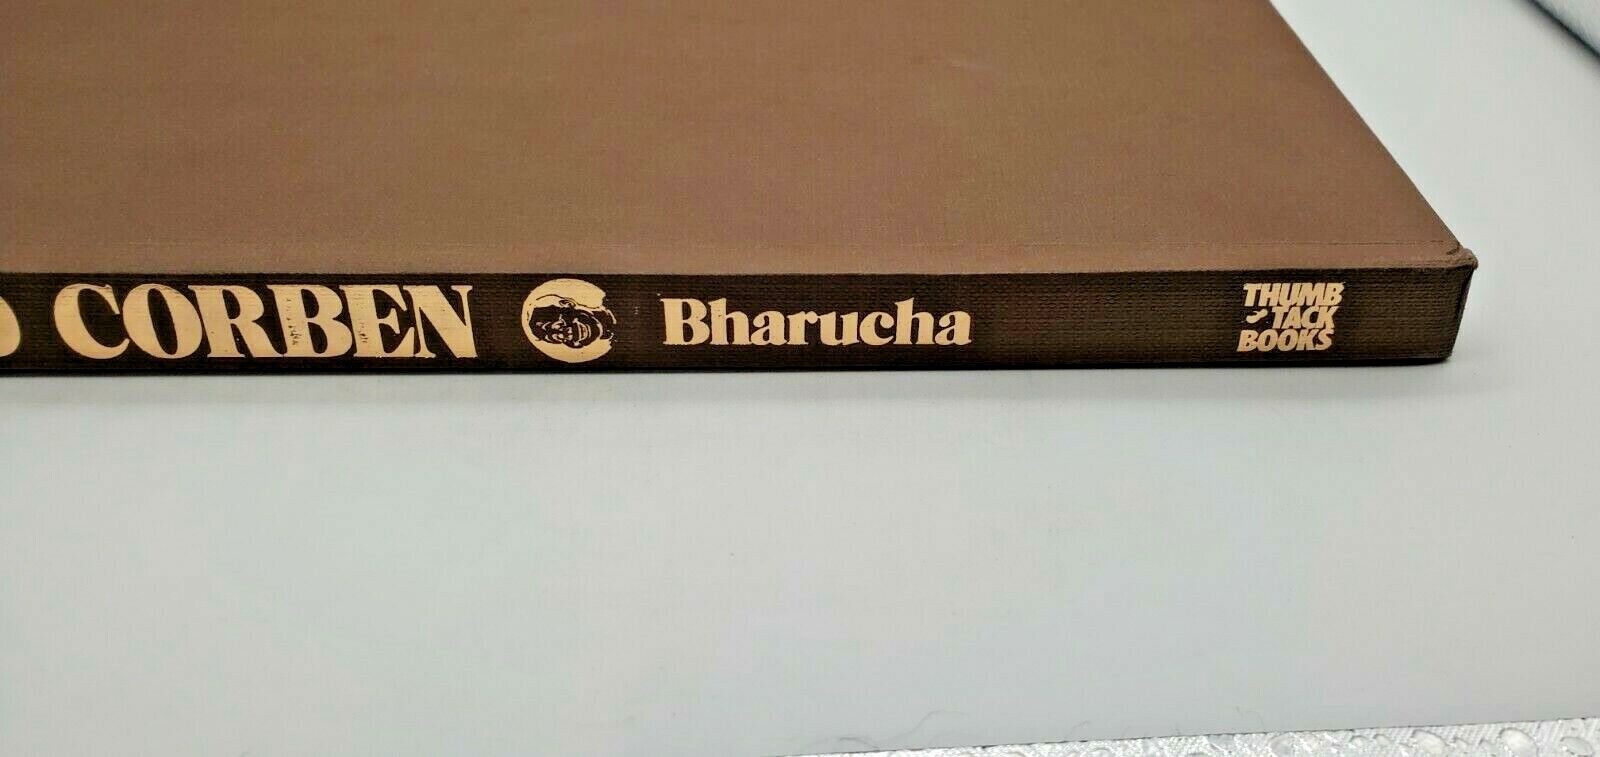 D CORBEN Bharucha
THUMB
TACK
BOOKS